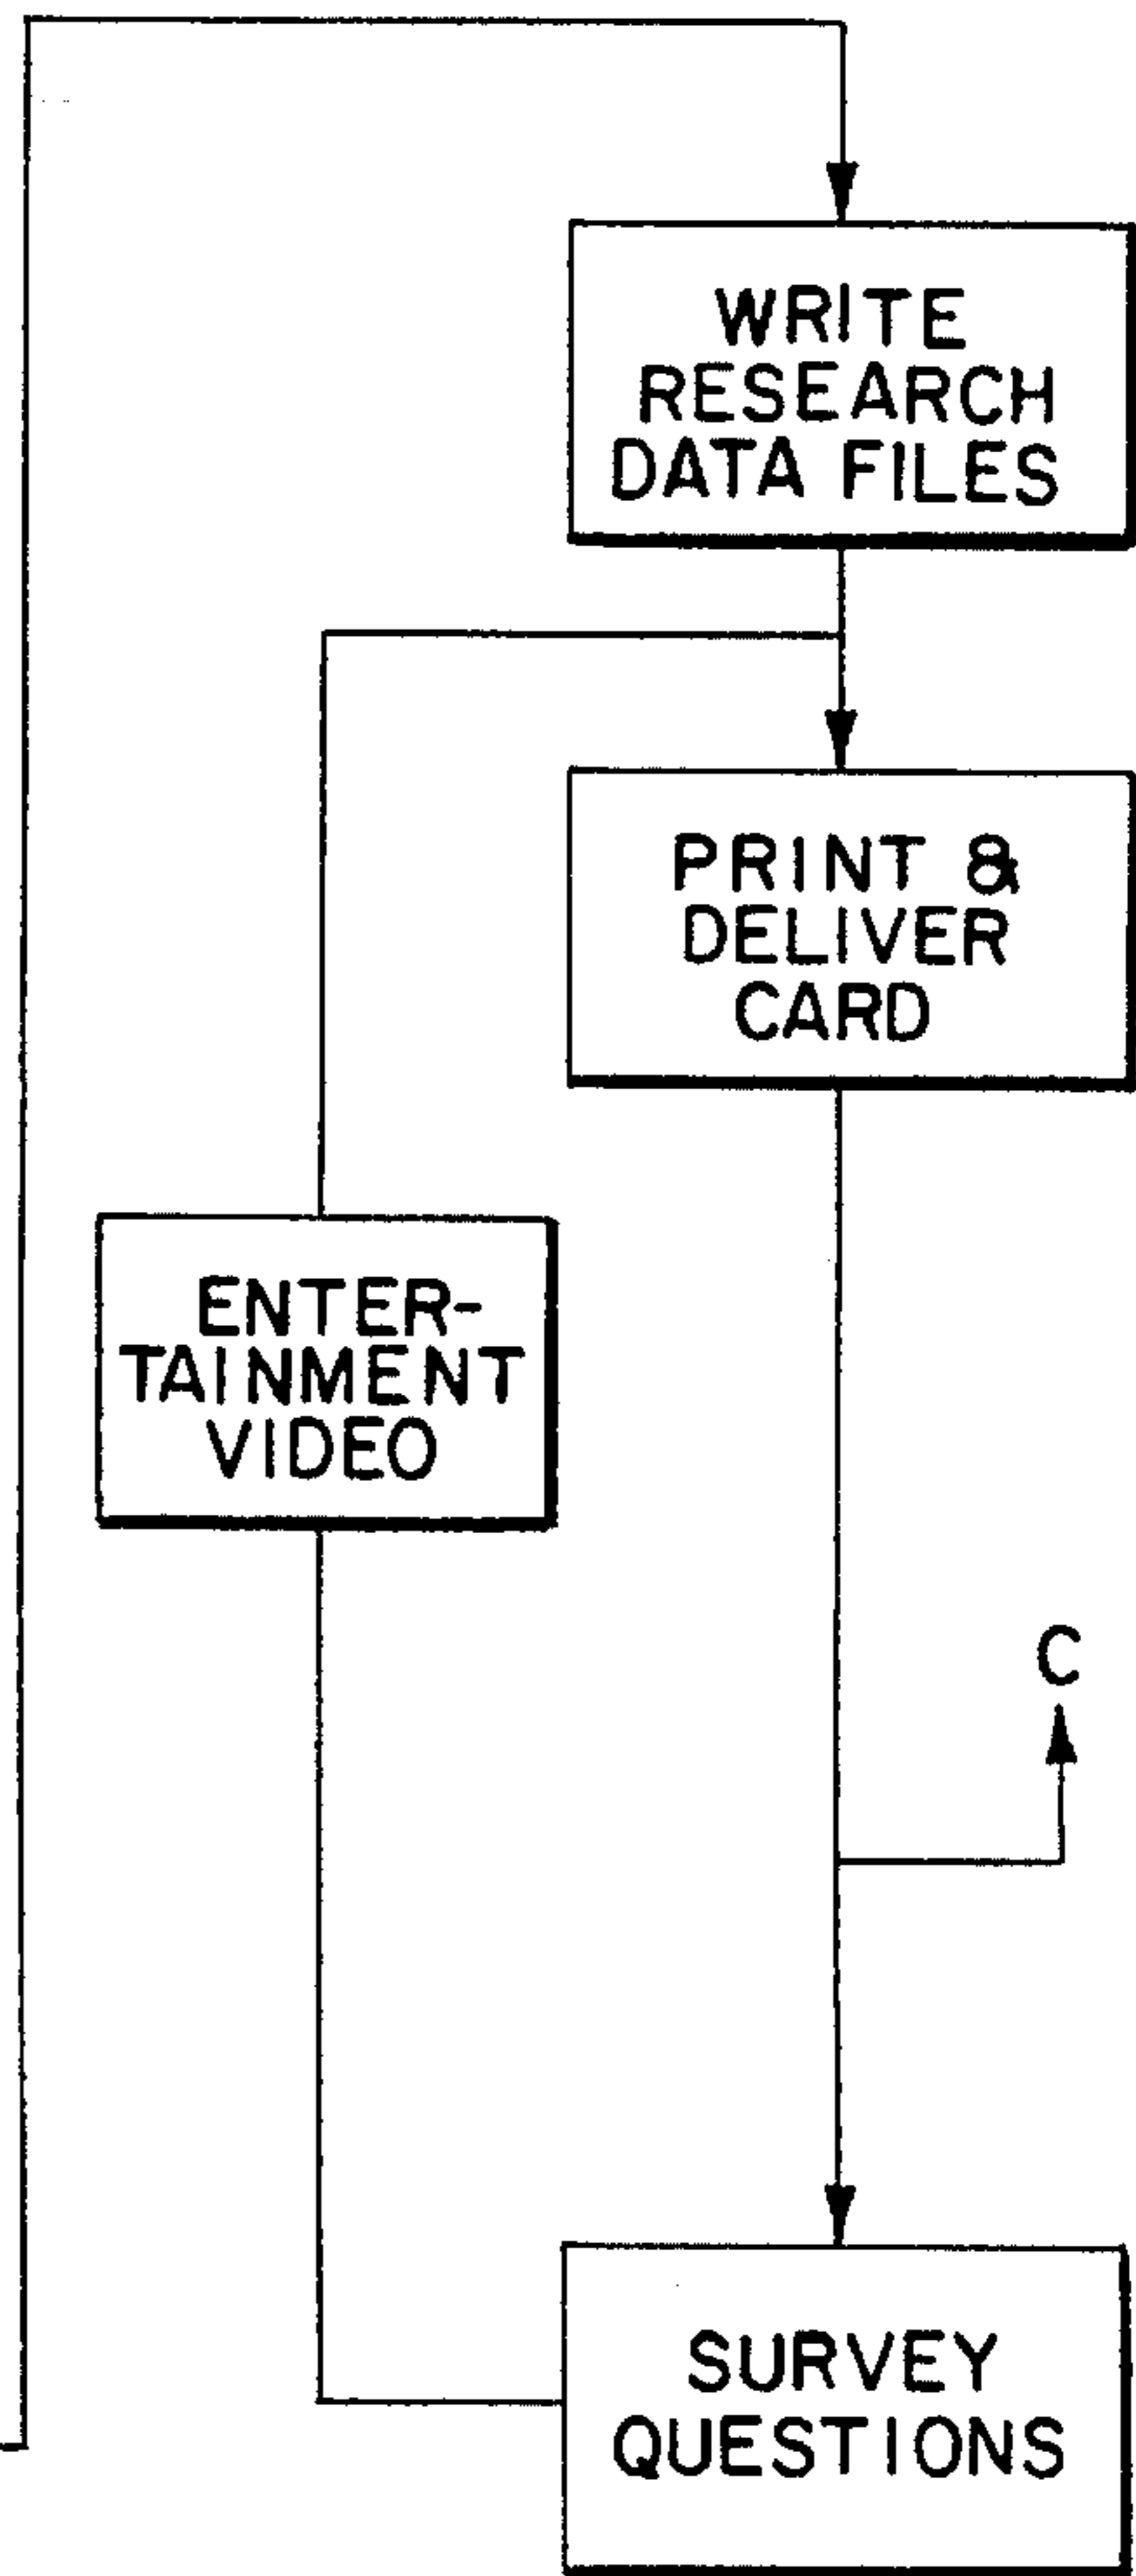 WRITE
RESEARCH
DATA FILES
PRINT &
DELIVER
CARD
ENTER-
TAINMENT
VIDEO
C
SURVEY
QUESTIONS